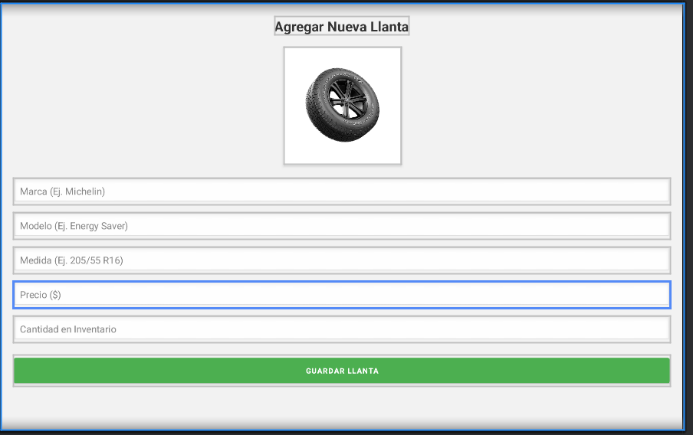 Agregar Nueva Llanta
Marca (Ej. Michelin)
Modelo (Ej. Energy Saver)
Medida (Ej. 205/55 R16)
Precio ($)
Cantidad en Inventario
GUARDAR LLANTA